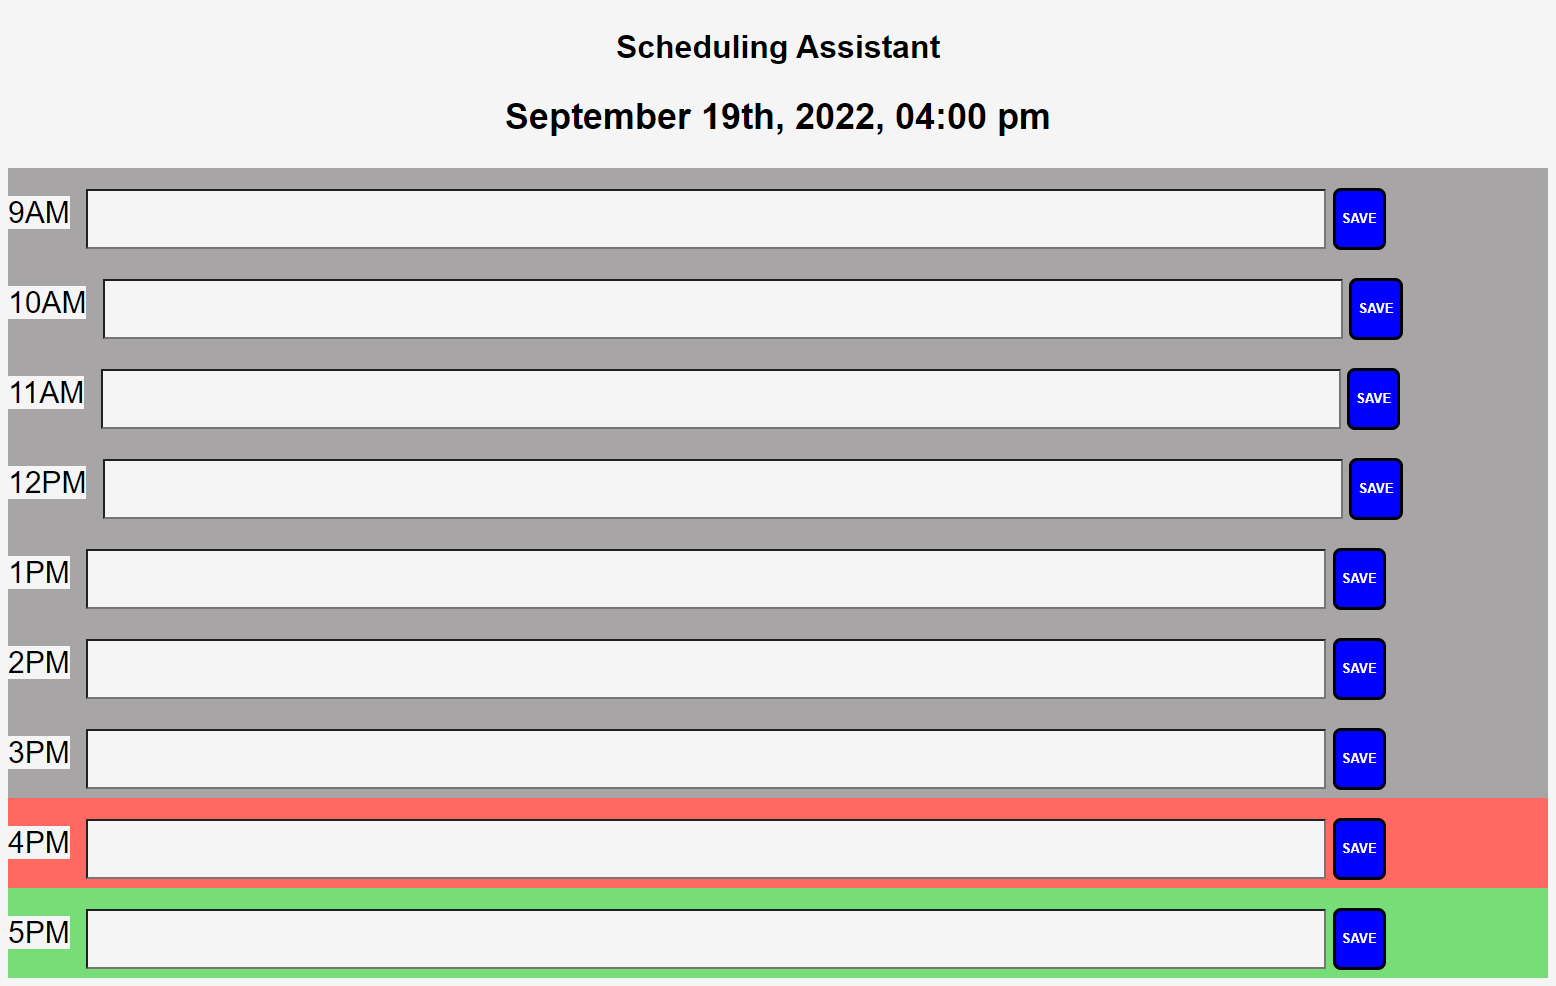 Scheduling Assistant
September 19th, 2022, 04:00 pm
9AM SAVE
10AM SAVE
11AM SAVE
12PM SAVE
1PM SAVE
2PM SAVE
3PM SAVE
4PM SAVE
5PM SAVE